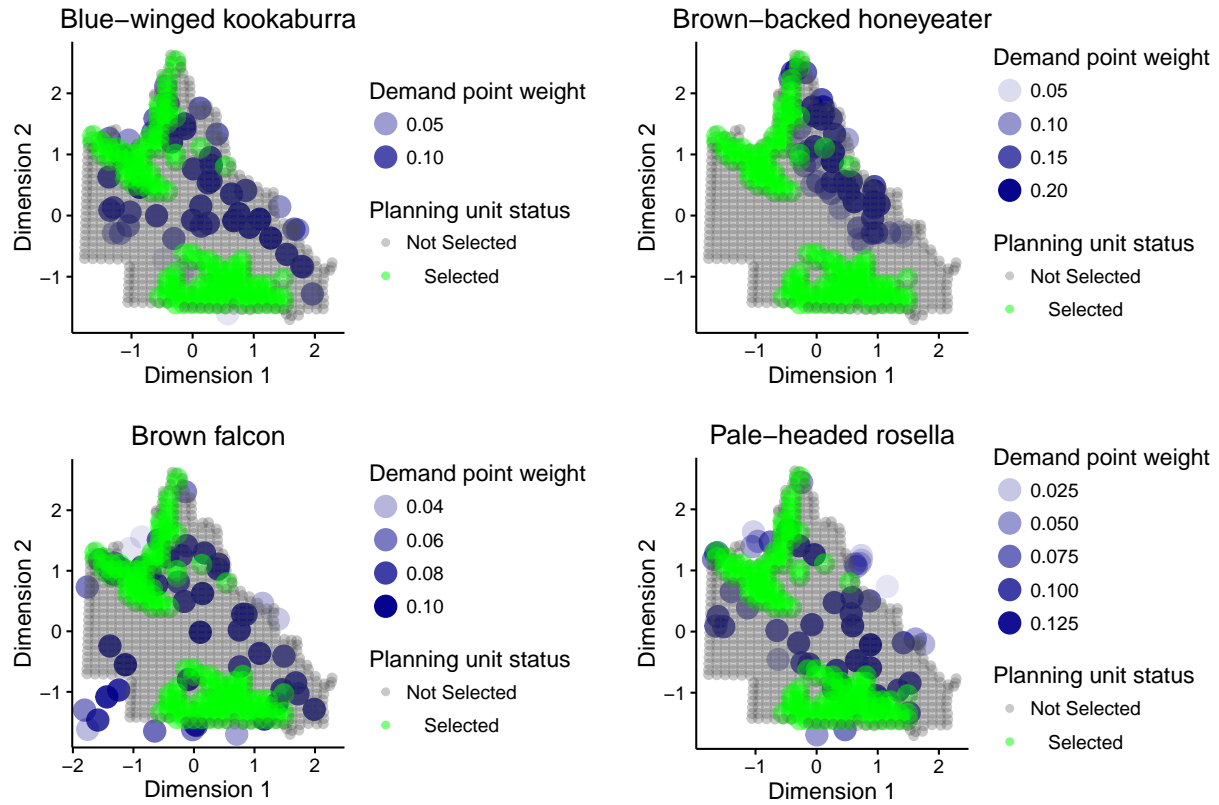 Blue−winged kookaburra
Dimension 2
2
1
0
−1
−1
0
1
2
Dimension 1
Demand point weight
0.05
0.10
Planning unit status
Not Selected
Selected
Brown−backed honeyeater
Dimension 2
2
1
0
−1
−1
0
1
2
Dimension 1
Demand point weight
0.05
0.10
0.15
0.20
Planning unit status
Not Selected
Selected
Brown falcon
Dimension 2
2
1
0
−1
−2
−1
0
1
2
Dimension 1
Demand point weight
0.04
0.06
0.08
0.10
Planning unit status
Not Selected
Selected
Pale−headed rosella
Dimension 2
2
1
0
−1
−1
0
1
2
Dimension 1
Demand point weight
0.025
0.050
0.075
0.100
0.125
Planning unit status
Not Selected
Selected